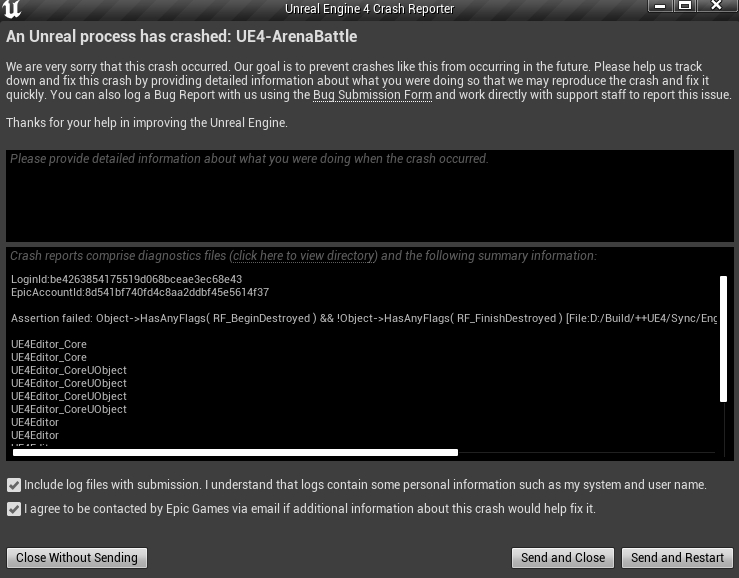 Unreal Engine 4 Crash Reporter
An Unreal process has crashed: UE4-ArenaBattle
We are very sorry that this crash occurred. Our goal is to prevent crashes like this from occurring in the future. Please help us track
down and fix this crash by providing detailed information about what you were doing so that we may reproduce the crash and fix it
quickly. You can also log a Bug Report with us using the Bug Submission Form and work directly with support staff to report this issue.
Thanks for your help in improving the Unreal Engine.
Please provide detailed information about what you were doing when the crash occurred.
Crash reports comprise diagnostics files (click here to view directory) and the following summary information:
LoginId:be4263854175519d068bceae3ec68e43
EpicAccountId:8d541bf740fd4c8aa2ddbf45e5614f37
Assertion failed: Object->HasAnyFlags( RF_BeginDestroyed ) && !Object->HasAnyFlags( RF_FinishDestroyed ) [File:D:/Build/++UE4/Sync/Eng
UE4Editor_Core
UE4Editor_Core
UE4Editor_CoreUObject
UE4Editor_CoreUObject
UE4Editor_CoreUObject
UE4Editor_CoreUObject
UE4Editor
UE4Editor
Include log files with submission. I understand that logs contain some personal information such as my system and user name.
I agree to be contacted by Epic Games via email if additional information about this crash would help fix it.
Close Without Sending
Send and Close
Send and Restart